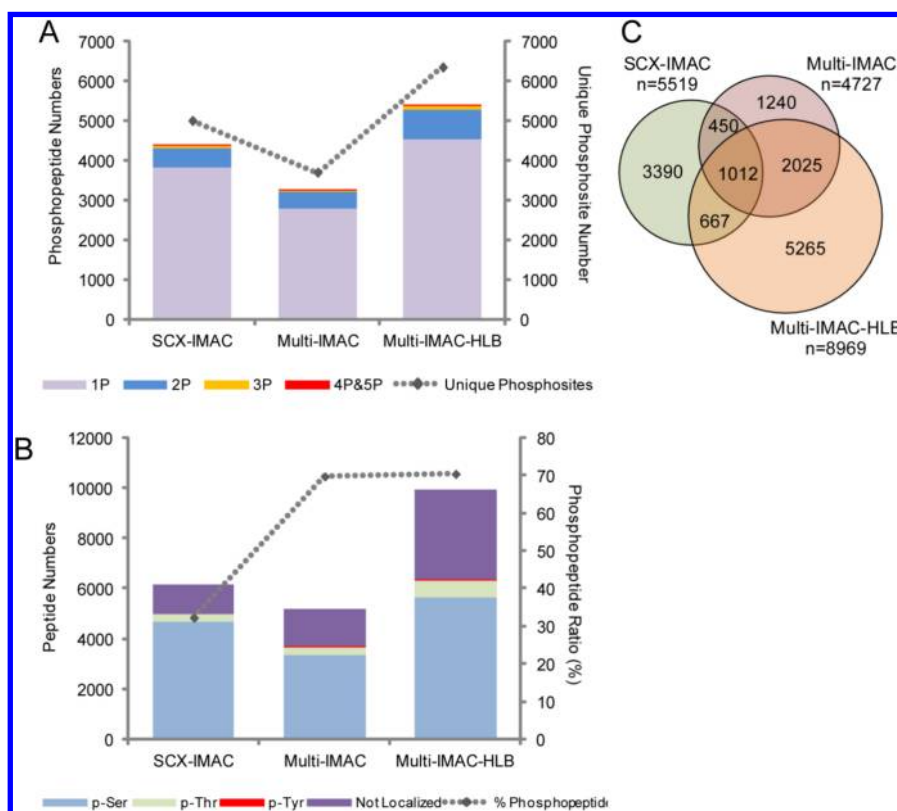 A
Phosphopeptide Numbers
7000
6000
5000
4000
3000
2000
1000
0
7000
6000
5000
4000
3000
2000
1000
0
Unique Phosphosite Number
SCX-IMAC
Multi-IMAC
Multi-IMAC-HLB
1P
2P
3P
4P&5P
Unique Phosphosites
C
SCX-IMAC
n=5519
Multi-IMAC
n=4727
1240
450
3390
1012
2025
667
5265
Multi-IMAC-HLB
n=8969
B
Peptide Numbers
12000
10000
8000
6000
4000
2000
0
80
70
60
50
40
30
20
10
0
Phosphopeptide Ratio (%)
SCX-IMAC
Multi-IMAC
Multi-IMAC-HLB
p-Ser
p-Thr
p-Tyr
Not Localized
% Phosphopeptid